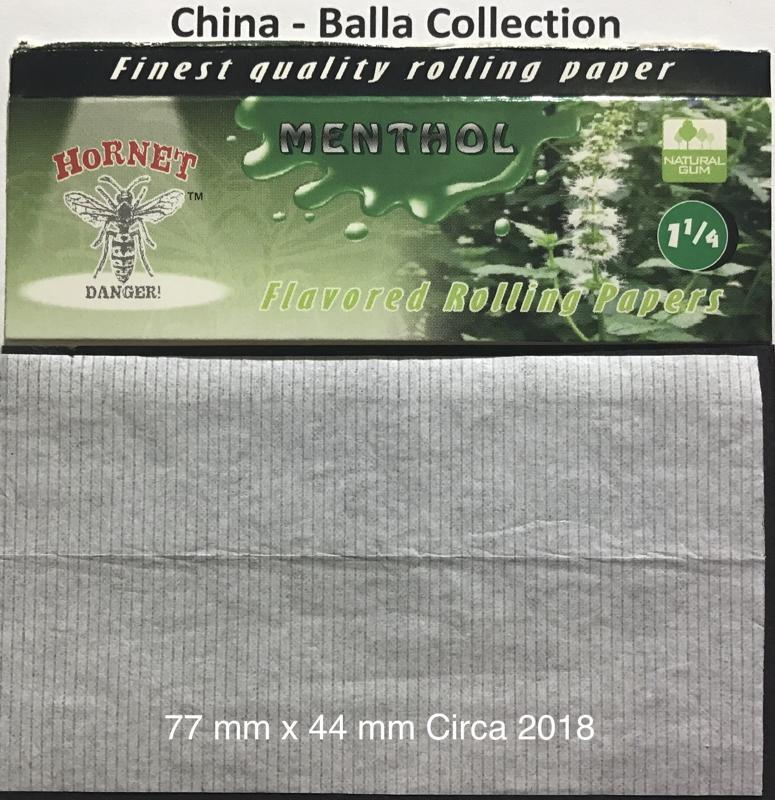 China - Balla Collection
Finest quality rolling paper
HORNET
TM
DANGER!
MENTHOL
NATURAL
GUM
1 1/4
Flavored Rolling Papers
77 mm x 44 mm Circa 2018